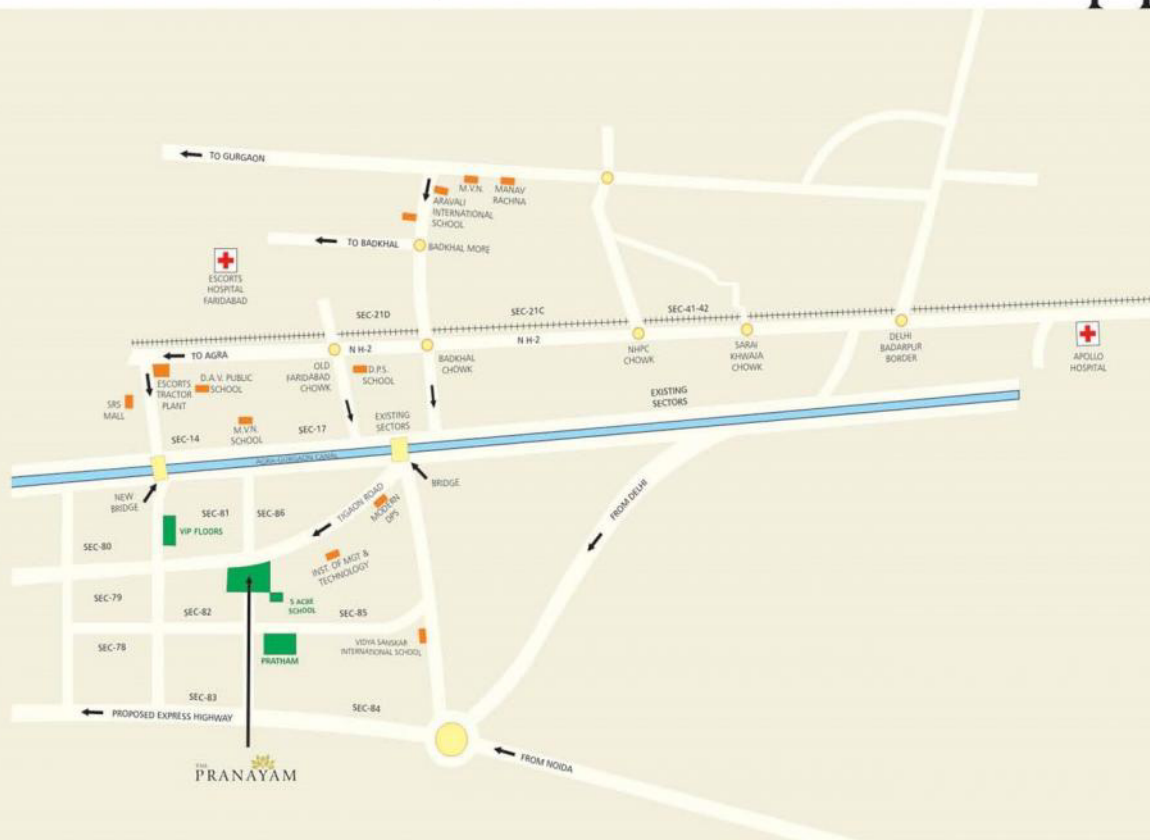 TO GURGAON
M.V.N.
MANAV
RACHNA
ARAVALI
INTERNATIONAL
SCHOOL
TO BADKHAL
BADKHAL MORE
ESCORTS
HOSPITAL
FARIDABAD
SEC-21D
SEC-21C
SEC-41-42
TO AGRA
N H-2
N H-2
OLD
FARIDABAD
CHOWK
BADKHAL
CHOWK
NHPC
CHOWK
SARAI
KHWAJA
CHOWK
DELHI
BADARPUR
BORDER
APOLLO
HOSPITAL
D.P.S.
SCHOOL
ESCORTS
TRACTOR
PLANT
D.A.V. PUBLIC
SCHOOL
SRS
MALL
EXISTING
SECTORS
EXISTING
SECTORS
M.V.N.
SCHOOL
SEC-17
SEC-14
AGRA GURGAON CANAL
NEW
BRIDGE
BRIDGE
TIGAON ROAD
MODERN
DPS
FROM DELHI
SEC-81
SEC-86
VIP FLOORS
SEC-80
INST. OF MGT &
TECHNOLOGY
SEC-79
5 ACRE
SCHOOL
SEC-82
SEC-85
SEC-78
VIDYA SANSKAR
INTERNATIONAL SCHOOL
PRATHAM
SEC-83
SEC-84
PROPOSED EXPRESS HIGHWAY
FROM NOIDA
THE
PRANAYAM